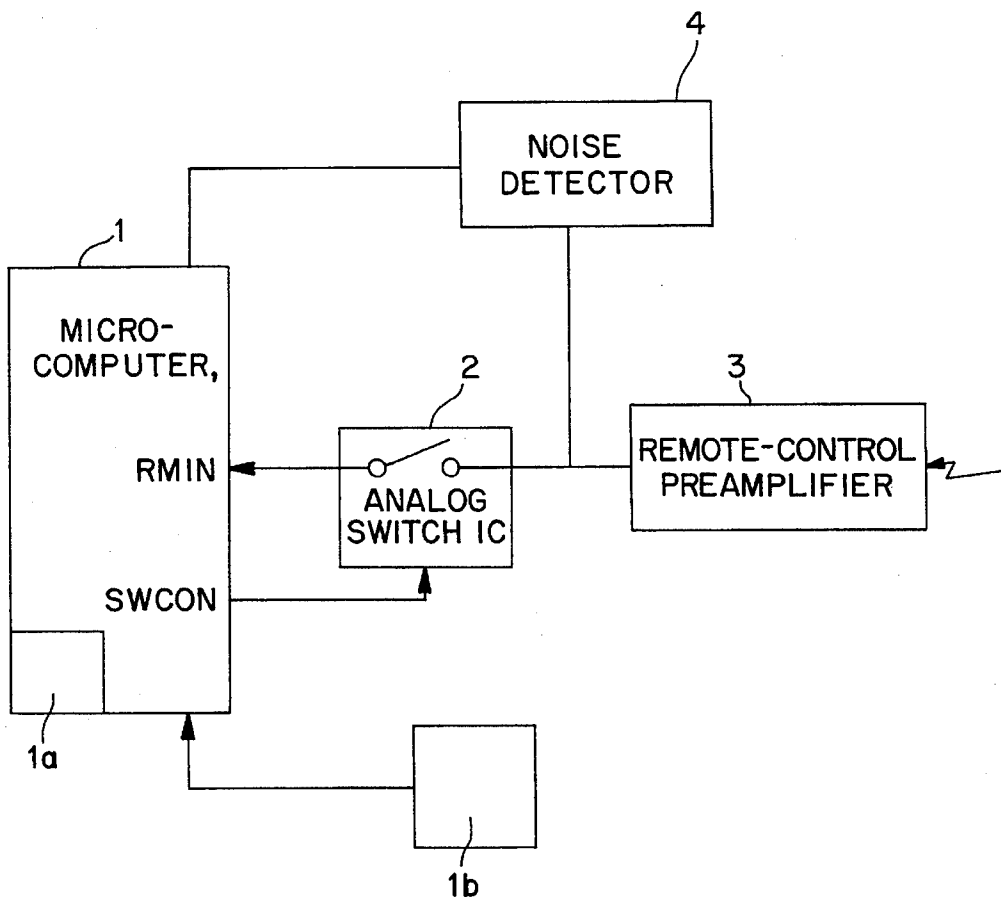 4
NOISE
DETECTOR
1
MICRO-
COMPUTER,
2
3
RMIN
ANALOG
SWITCH IC
REMOTE-CONTROL
PREAMPLIFIER
SWCON
1a
1b